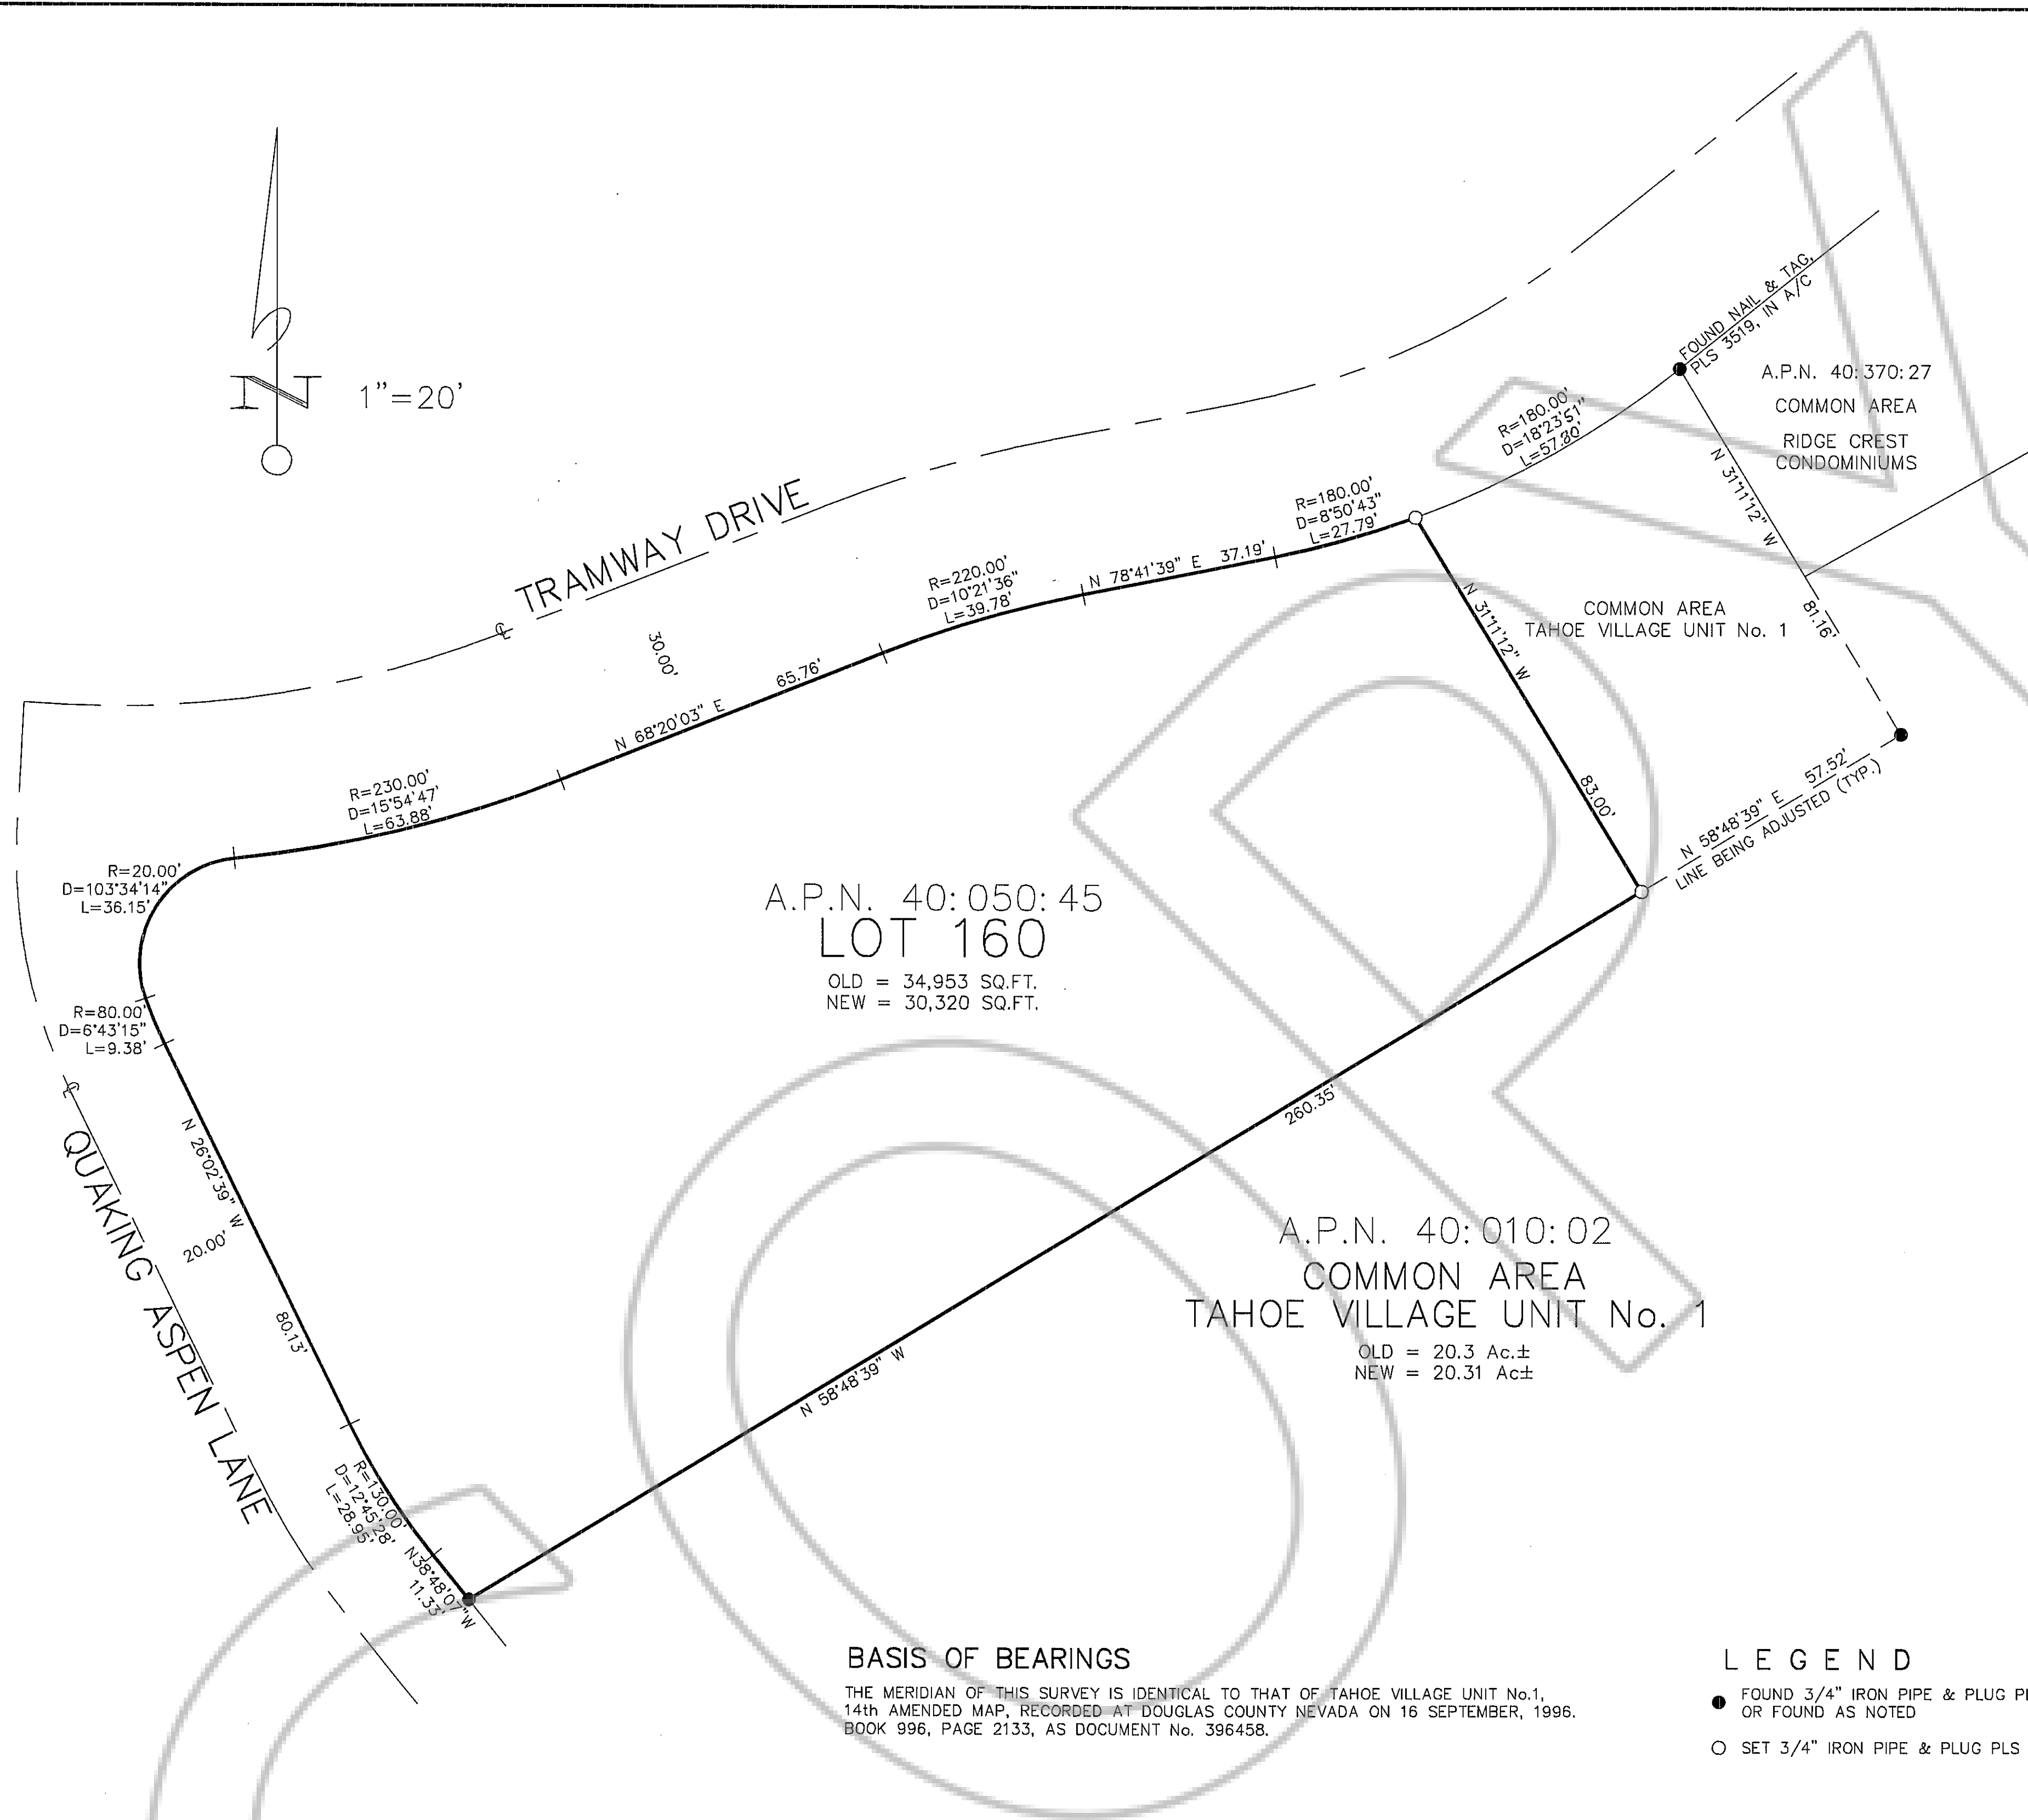 1"=20'
N
TRAMWAY DRIVE
30.00'
FOUND NAIL & TAG,
PLS 3519, IN A/C
A.P.N. 40:370:27
COMMON AREA
RIDGE CREST
CONDOMINIUMS
R=180.00'
D=18°23'51"
L=57.80'
N 31°11'12" W
81.16'
R=180.00'
D=8°50'43"
L=27.79'
N 78°41'39" E 37.19'
R=220.00'
D=10°21'36"
L=39.78'
N 68°20'03" E 65.76'
R=230.00'
D=15°54'47"
L=63.88'
R=20.00'
D=103°34'14"
L=36.15'
R=80.00'
D=6°43'15"
L=9.38'
COMMON AREA
TAHOE VILLAGE UNIT No. 1
N 31°11'12" W
83.00'
N 58°48'39" E 57.52'
LINE BEING ADJUSTED (TYP.)
A.P.N. 40:050:45
LOT 160
OLD = 34,953 SQ.FT.
NEW = 30,320 SQ.FT.
QUAKING ASPEN LANE
N 26°02'39" W
20.00'
80.13'
R=130.00'
D=12°45'28'
L=28.95'
N38°48'07"W
11.33'
N 58°48'39" W
260.35'
A.P.N. 40:010:02
COMMON AREA
TAHOE VILLAGE UNIT No. 1
OLD = 20.3 Ac.±
NEW = 20.31 Ac±
BASIS OF BEARINGS
THE MERIDIAN OF THIS SURVEY IS IDENTICAL TO THAT OF TAHOE VILLAGE UNIT No.1,
14th AMENDED MAP, RECORDED AT DOUGLAS COUNTY NEVADA ON 16 SEPTEMBER, 1996.
BOOK 996, PAGE 2133, AS DOCUMENT No. 396458.
LEGEND
FOUND 3/4" IRON PIPE & PLUG
OR FOUND AS NOTED
SET 3/4" IRON PIPE & PLUG PLS